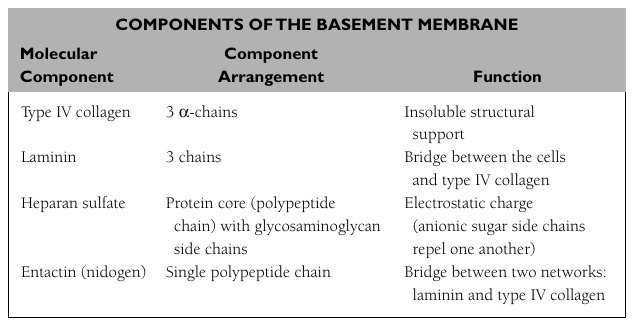 COMPONENTS OF THE BASEMENT MEMBRANE
Molecular Component
Component Arrangement
Function
Type IV collagen
3 α-chains
Insoluble structural
support
Laminin
3 chains
Bridge between the cells
and type IV collagen
Heparan sulfate
Protein core (polypeptide
chain) with glycosaminoglycan
side chains
Electrostatic charge
(anionic sugar side chains
repel one another)
Entactin (nidogen)
Single polypeptide chain
Bridge between two networks:
laminin and type IV collagen